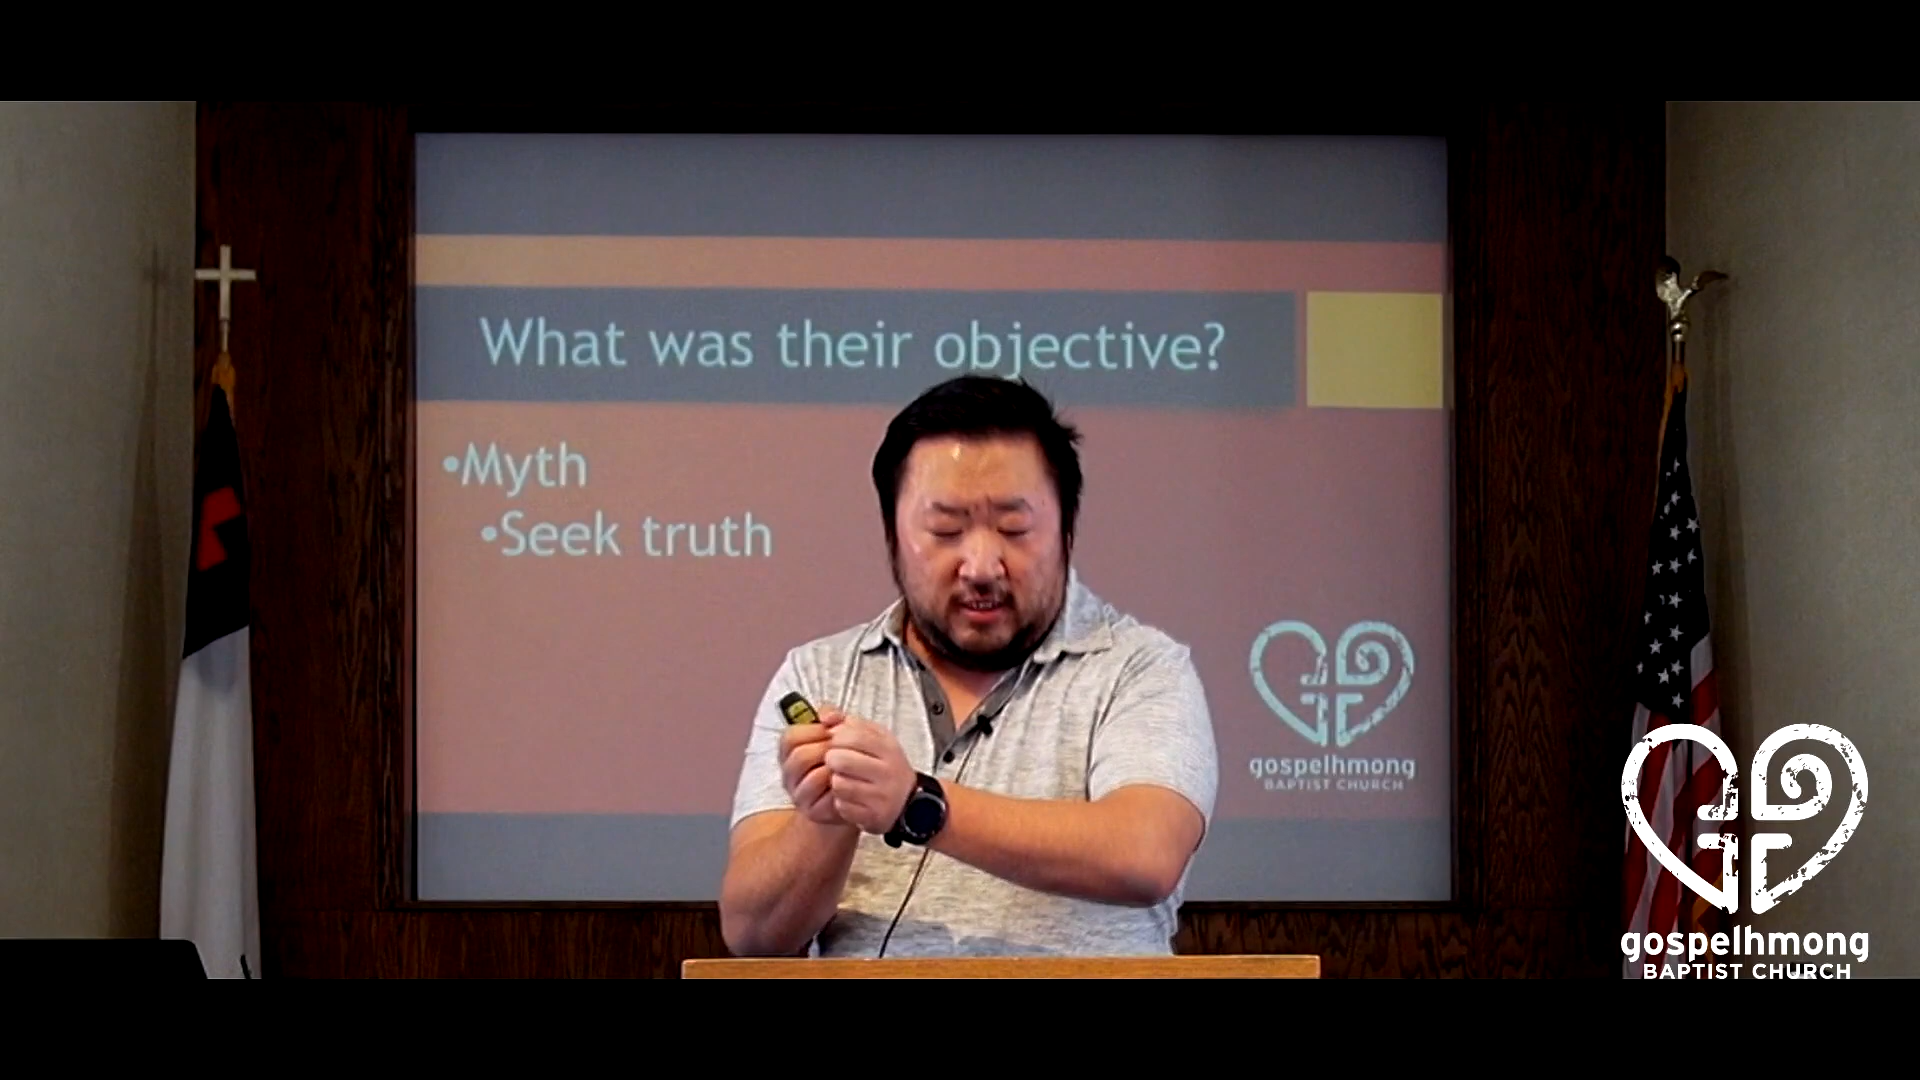 What was their objective?
•Myth
•Seek truth
gospelhmong
BAPTIST CHURCH
gospelhmong
BAPTIST CHURCH